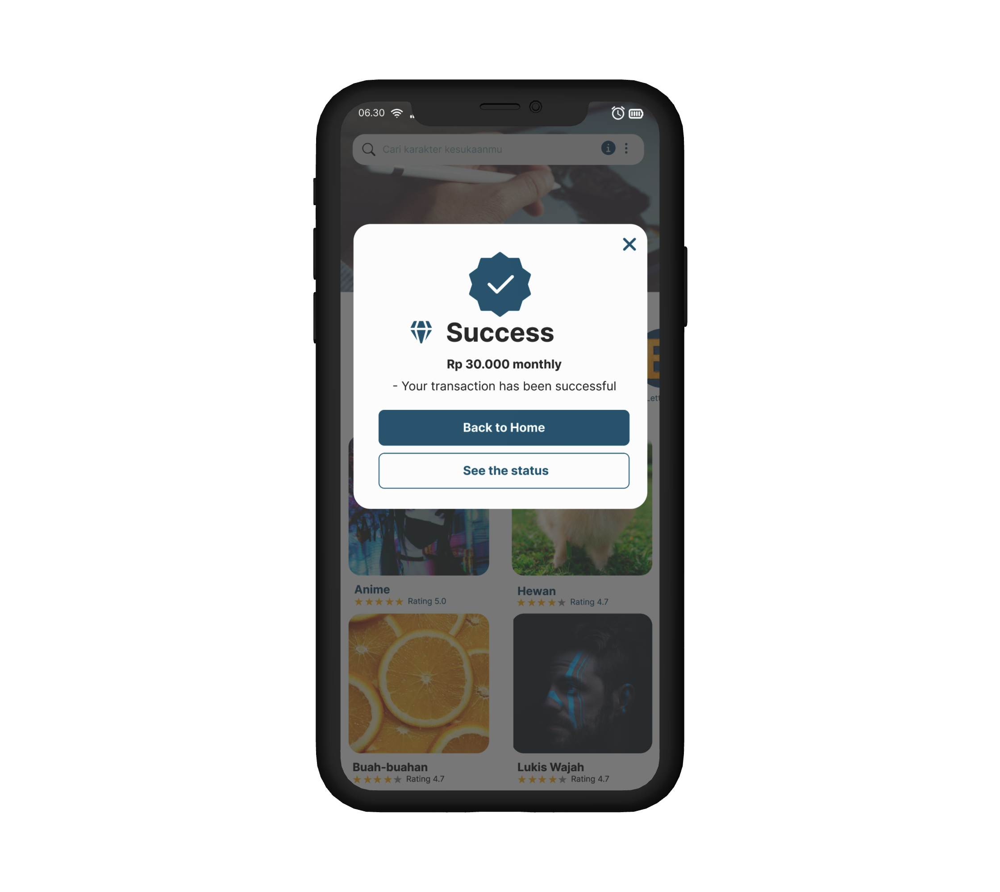 06.30
Cari karakter kesukaanmu
Success
Rp 30.000 monthly
- Your transaction has been successful
Back to Home
See the status
Anime
Rating 5.0
Hewan
Rating 4.7
Buah-buahan
Rating 4.7
Lukis Wajah
Rating 4.7